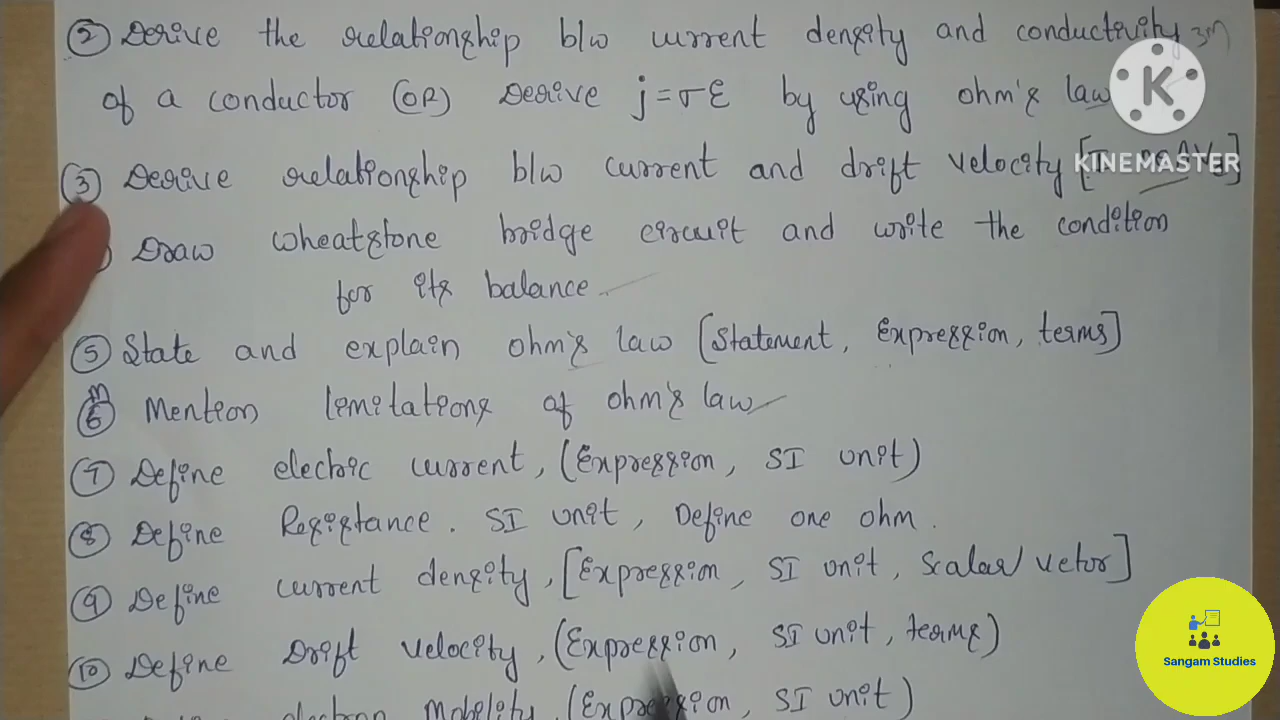 ② Derive the relationship b/w current density and conductivity 3m
of a conductor (OR) Derive j=σE by using ohm's law
③ Derive relationship b/w current and drift velocity [I
Draw wheatstone bridge circuit and write the condition
for its balance
⑤ State and explain ohm's law [Statement, Expression, terms]
⑥ Mention limitations of ohm's law
⑦ Define electric current, (Expression, SI unit)
⑧ Define Resistance. SI unit, Define one ohm.
⑨ Define current density, [Expression, SI unit, Scalar/vetor]
⑩ Define Drift velocity, (Expression, SI unit, terms)
electron mobility (Expression, SI unit)
K
KINEMASTER
Sangam Studies